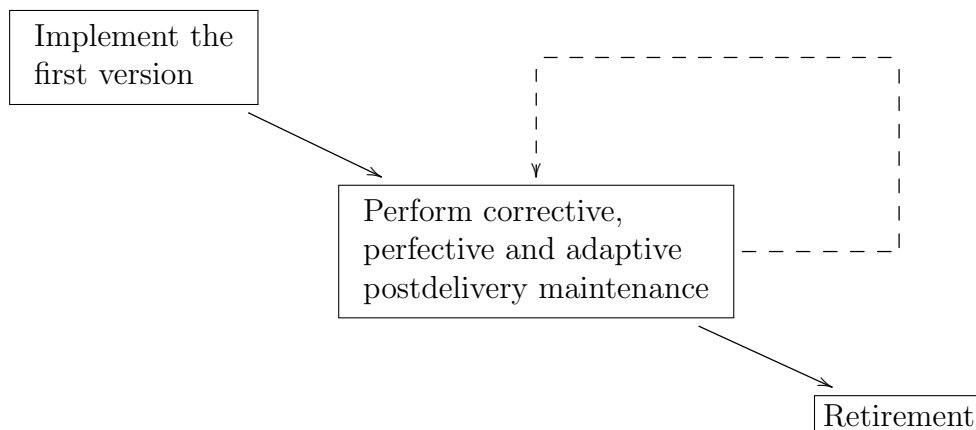 Implement the
first version
Perform corrective,
perfective and adaptive
postdelivery maintenance
Retirement